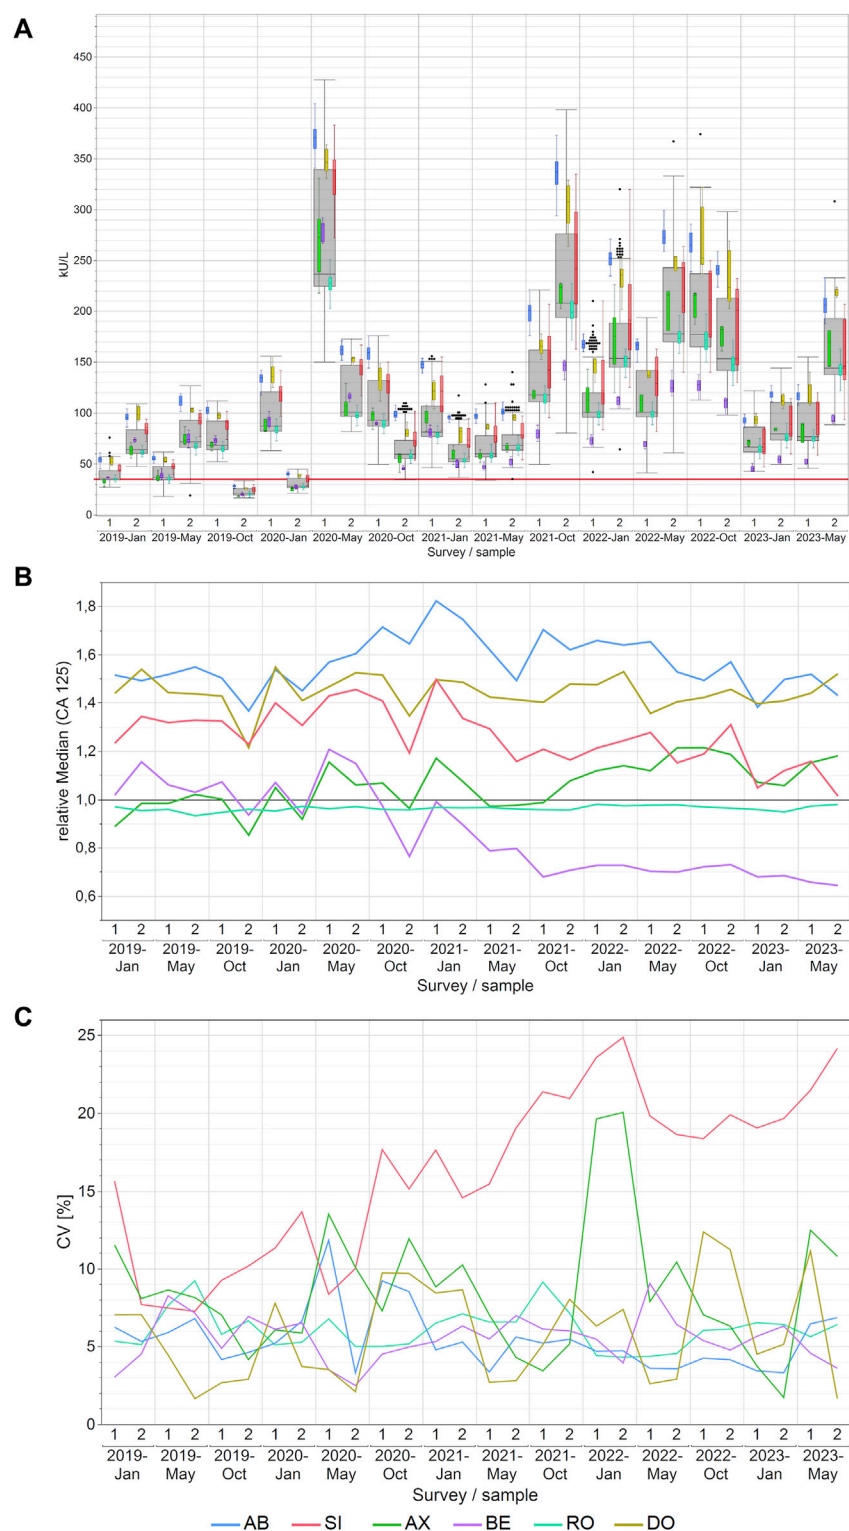 A
450
400
350
300
250
200
150
100
50
0
kU/L
1 2 1 2 1 2 1 2 1 2 1 2 1 2 1 2 1 2 1 2 1 2 1 2 1 2 1 2
2019-Jan 2019-May 2019-Oct 2020-Jan 2020-May 2020-Oct 2021-Jan 2021-May 2021-Oct 2022-Jan 2022-May 2022-Oct 2023-Jan 2023-May
Survey / sample
B
1,8
1,6
1,4
1,2
1,0
0,8
0,6
relative Median (CA 125)
1 2 1 2 1 2 1 2 1 2 1 2 1 2 1 2 1 2 1 2 1 2 1 2 1 2 1 2
2019- 2019- 2019- 2020- 2020- 2020- 2021- 2021- 2021- 2022- 2022- 2022- 2023- 2023-
Jan May Oct Jan May Oct Jan May Oct Jan May Oct Jan May
Survey / sample
C
25
20
15
10
5
0
CV [%]
1 2 1 2 1 2 1 2 1 2 1 2 1 2 1 2 1 2 1 2 1 2 1 2 1 2 1 2
2019- 2019- 2019- 2020- 2020- 2020- 2021- 2021- 2021- 2022- 2022- 2022- 2023- 2023-
Jan May Oct Jan May Oct Jan May Oct Jan May Oct Jan May
Survey / sample
AB SI AX BE RO DO